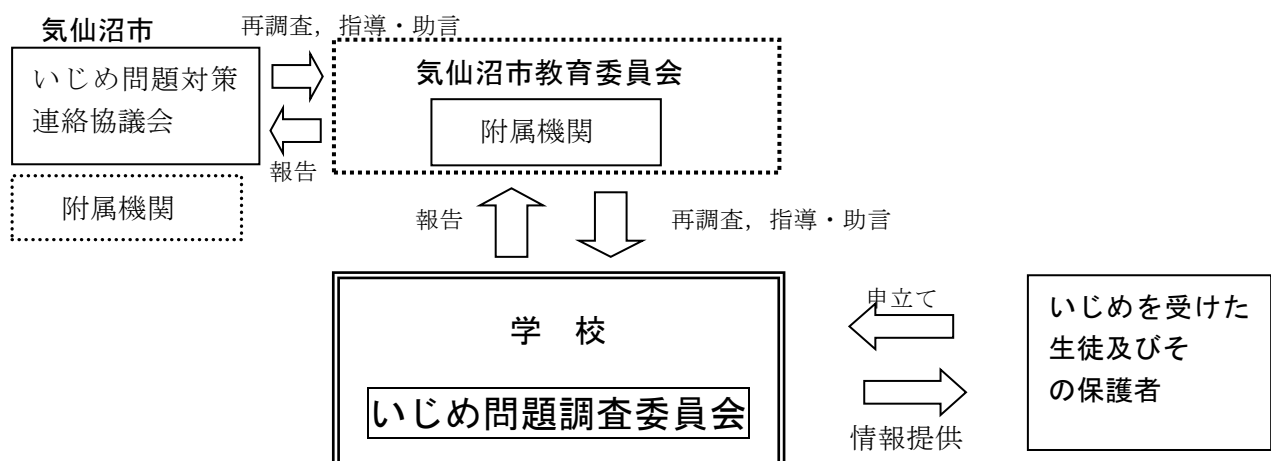 気仙沼市
再調査，指導・助言
いじめ問題対策
連絡協議会
気仙沼市教育委員会
附属機関
報告
附属機関
報告
再調査，指導・助言
学　校
いじめ問題調査委員会
申立て
情報提供
いじめを受けた
生徒及びそ
の保護者